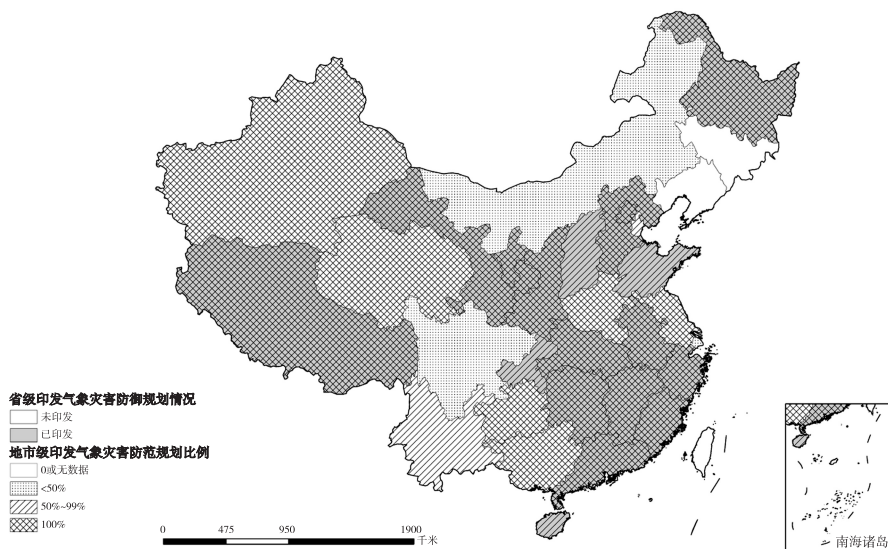 省级印发气象灾害防御规划情况
未印发
已印发
地市级印发气象灾害防范规划比例
0或无数据
<50%
50%~99%
100%
0 475 950 1900
千米
南海诸岛